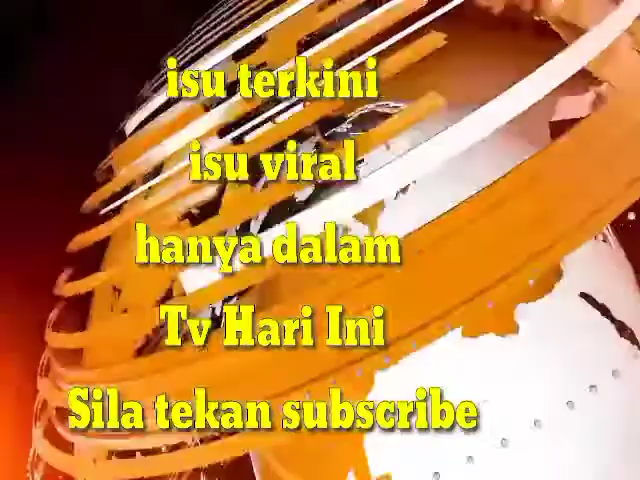 isu terkini
isu viral
hanya dalam
Tv Hari Ini
Sila tekan subscribe